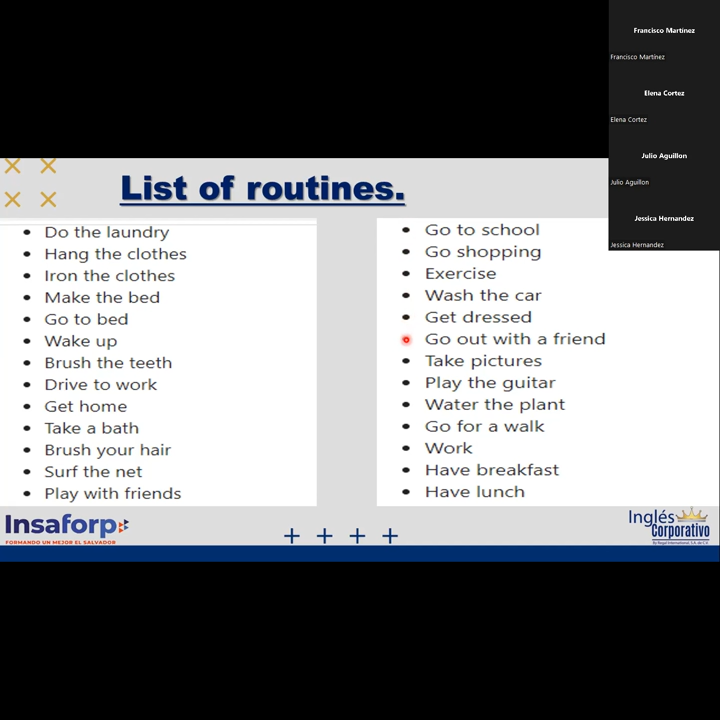 Francisco Martínez
Francisco Martínez
Elena Cortez
Elena Cortez
Julio Aguillon
Julio Aguillon
Jessica Hernandez
Jessica Hernandez
List of routines.
Do the laundry
Hang the clothes
Iron the clothes
Make the bed
Go to bed
Wake up
Brush the teeth
Drive to work
Get home
Take a bath
Brush your hair
Surf the net
Play with friends
Go to school
Go shopping
Exercise
Wash the car
Get dressed
Go out with a friend
Take pictures
Play the guitar
Water the plant
Go for a walk
Work
Have breakfast
Have lunch
Insaforp
FORMANDO UN MEJOR EL SALVADOR
Inglés
Corporativo